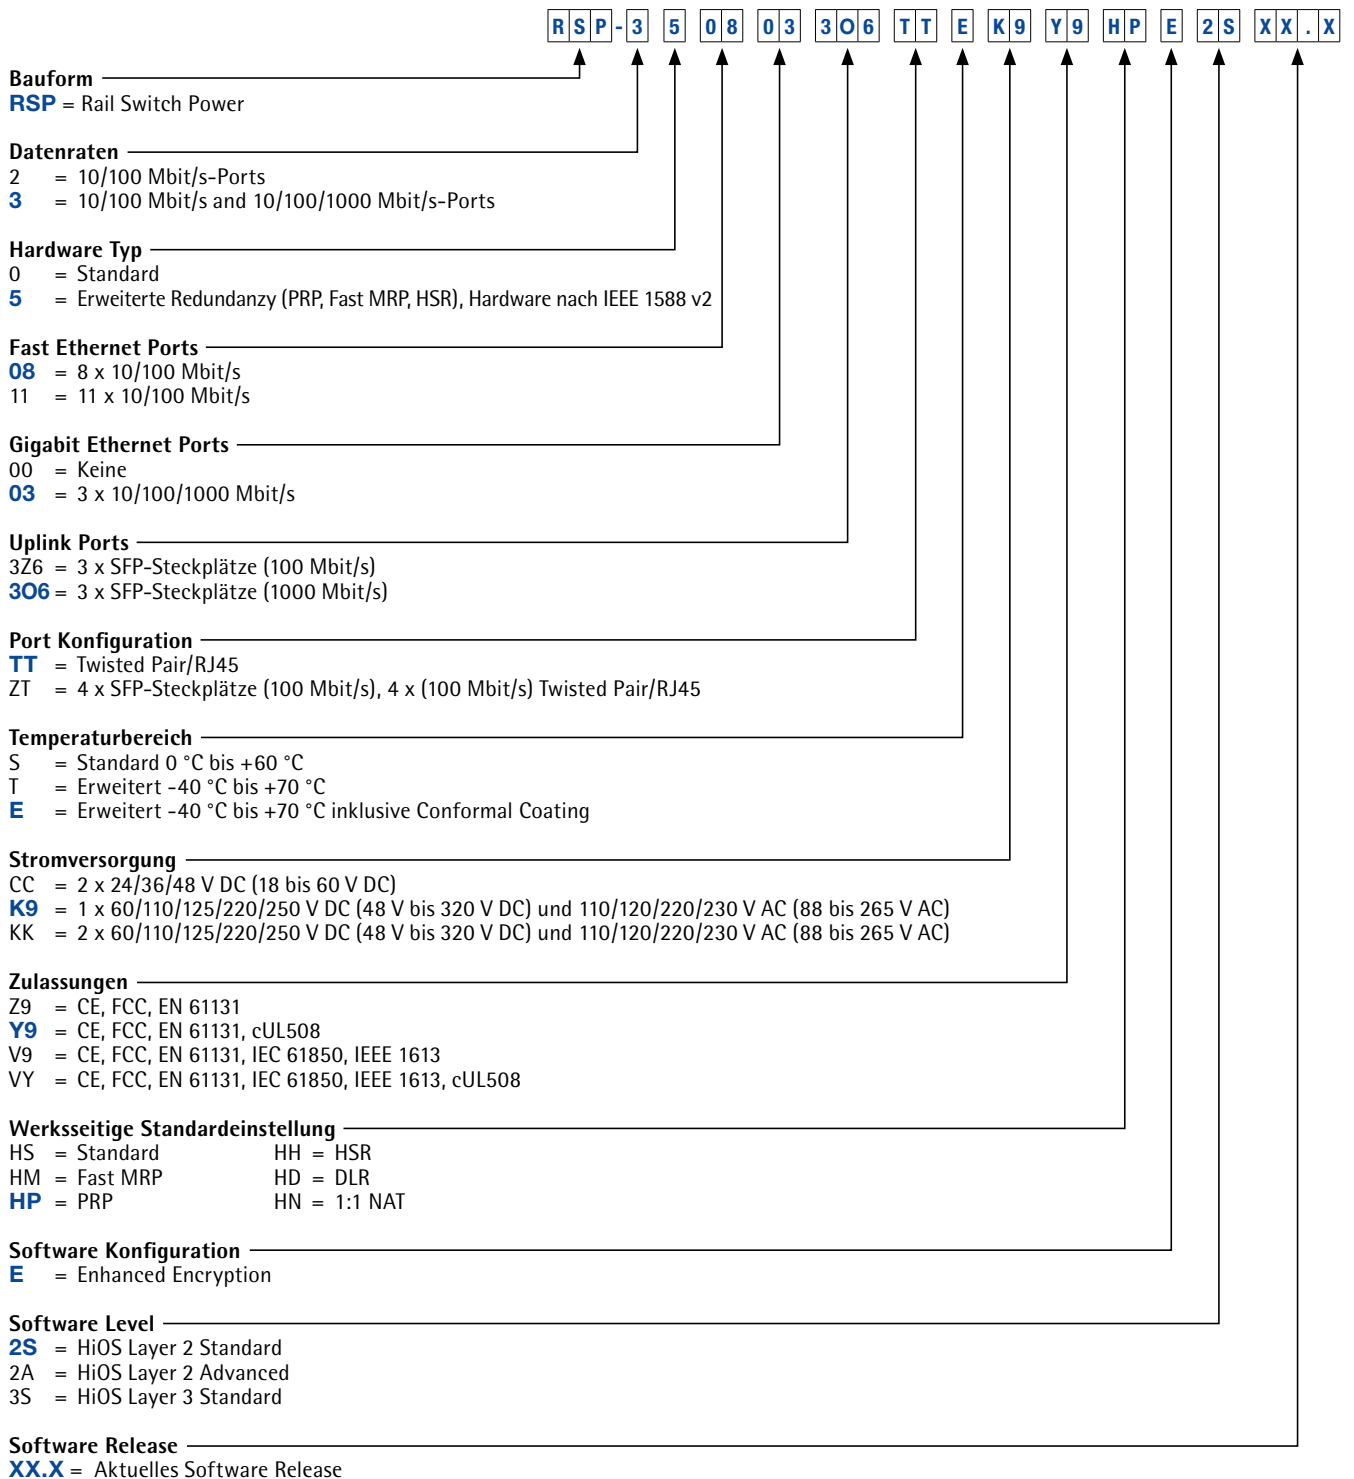 RSP-3 5 08 03 3O6 TT E K9 Y9 HP E 2S XX.X
Bauform
RSP = Rail Switch Power
Datenraten
2 = 10/100 Mbit/s-Ports
3 = 10/100 Mbit/s and 10/100/1000 Mbit/s-Ports
Hardware Typ
0 = Standard
5 = Erweiterte Redundanzy (PRP, Fast MRP, HSR), Hardware nach IEEE 1588 v2
Fast Ethernet Ports
08 = 8 x 10/100 Mbit/s
11 = 11 x 10/100 Mbit/s
Gigabit Ethernet Ports
00 = Keine
03 = 3 x 10/100/1000 Mbit/s
Uplink Ports
3Z6 = 3 x SFP-Steckplätze (100 Mbit/s)
3O6 = 3 x SFP-Steckplätze (1000 Mbit/s)
Port Konfiguration
TT = Twisted Pair/RJ45
ZT = 4 x SFP-Steckplätze (100 Mbit/s), 4 x (100 Mbit/s) Twisted Pair/RJ45
Temperaturbereich
S = Standard 0 °C bis +60 °C
T = Erweitert -40 °C bis +70 °C
E = Erweitert -40 °C bis +70 °C inklusive Conformal Coating
Stromversorgung
CC = 2 x 24/36/48 V DC (18 bis 60 V DC)
K9 = 1 x 60/110/125/220/250 V DC (48 V bis 320 V DC) und 110/120/220/230 V AC (88 bis 265 V AC)
KK = 2 x 60/110/125/220/250 V DC (48 V bis 320 V DC) und 110/120/220/230 V AC (88 bis 265 V AC)
Zulassungen
Z9 = CE, FCC, EN 61131
Y9 = CE, FCC, EN 61131, cUL508
V9 = CE, FCC, EN 61131, IEC 61850, IEEE 1613
VY = CE, FCC, EN 61131, IEC 61850, IEEE 1613, cUL508
Werksseitige Standardeinstellung
HS = Standard HH = HSR
HM = Fast MRP HD = DLR
HP = PRP HN = 1:1 NAT
Software Konfiguration
E = Enhanced Encryption
Software Level
2S = HiOS Layer 2 Standard
2A = HiOS Layer 2 Advanced
3S = HiOS Layer 3 Standard
Software Release
XX.X = Aktuelles Software Release